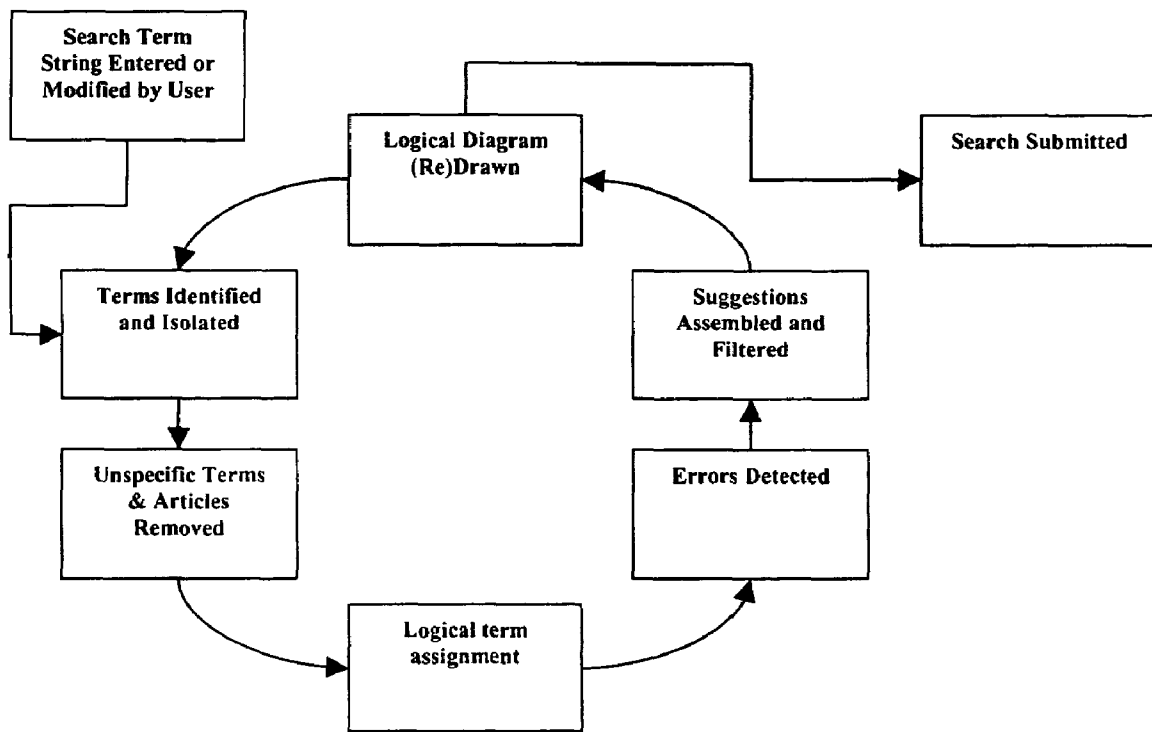 Search Term
String Entered or
Modified by User
Logical Diagram
(Re)Drawn
Search Submitted
Terms Identified
and Isolated
Suggestions
Assembled and
Filtered
Unspecific Terms
& Articles
Removed
Errors Detected
Logical term
assignment